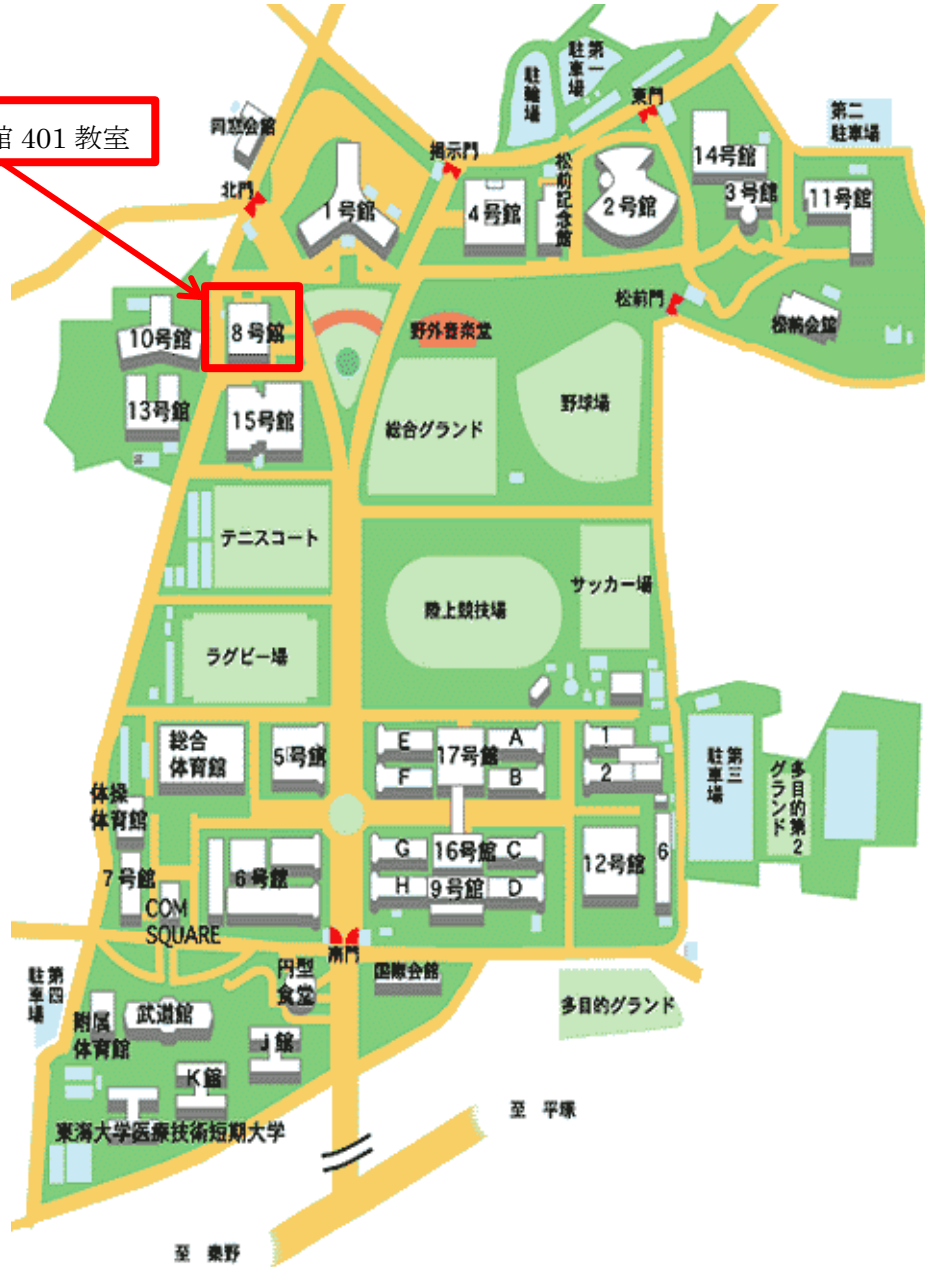 館 401 教室
同窓会館
北門
1号館
掲示門
4号館
松前記念館
駐輪場
第一
駐車場
東門
2号館
14号館
3号館
第二
駐車場
11号館
松前門
松前会館
10号館
8号館
13号館
15号館
野外音楽堂
総合グランド
野球場
テニスコート
陸上競技場
サッカー場
ラグビー場
総合
体育館
5号館
E
F
17号館
A
B
1
2
第三
駐車場
多目的第2
グランド
体操
体育館
7号館
COM
SQUARE
6号館
G
H
16号館
9号館
C
D
12号館
6
南門
円型
食堂
国際会館
多目的グランド
第四
駐車場
附属
体育館
武道館
J館
K館
東海大学医療技術短期大学
至 平塚
至 秦野